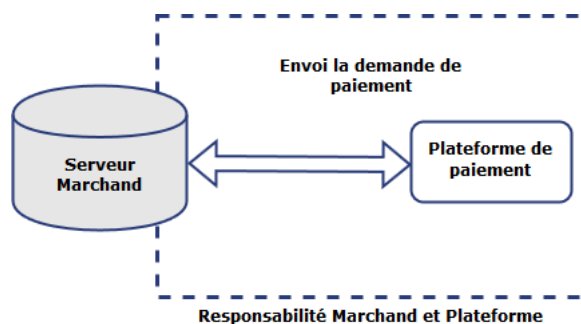 Envoi la demande de
paiement
Serveur
Marchand
Plateforme de
paiement
Responsabilité Marchand et Plateforme